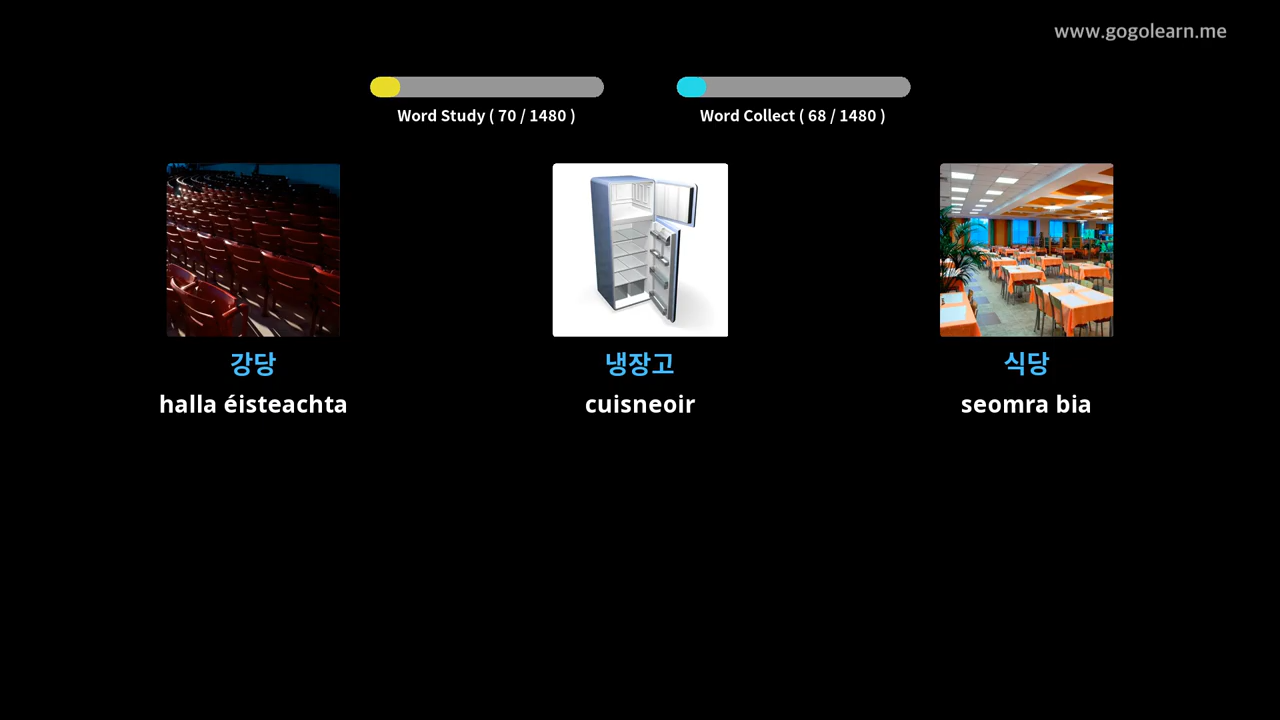 www.gogolearn.me
Word Study ( 70 / 1480 )
Word Collect ( 68 / 1480 )
강당
냉장고
식당
halla éisteachta
cuisneoir
seomra bia